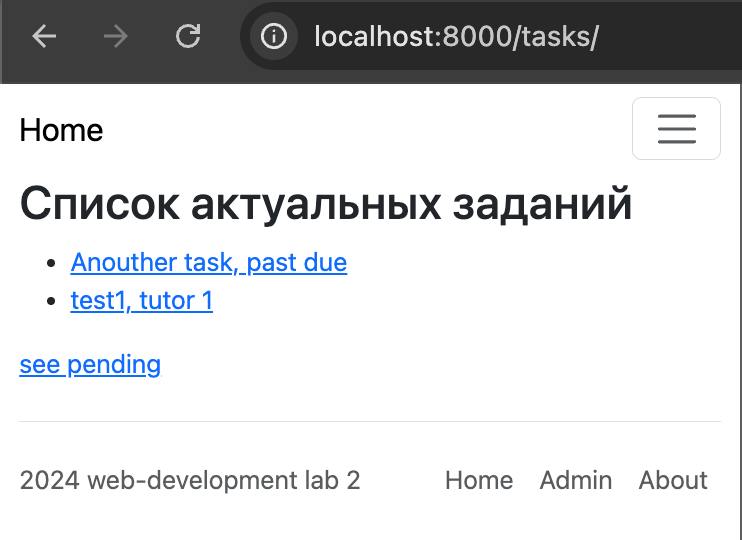 localhost:8000/tasks/
Home
Список актуальных заданий
Anouther task, past due
test1, tutor 1
see pending
2024 web-development lab 2 Home Admin About